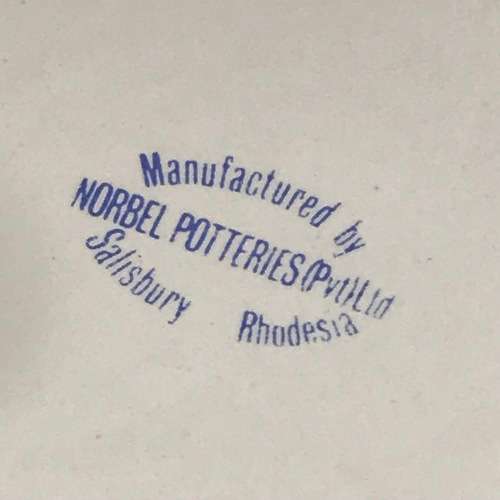 Manufactured by
NORBEL POTTERIES (Pvt) Ltd
Salisbury Rhodesia